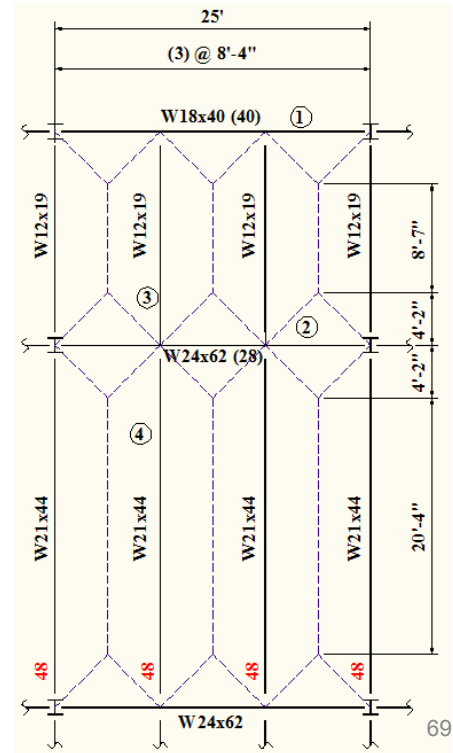 25'
(3) @ 8'-4"
W18x40 (40) ①
W12x19 W12x19 W12x19 W12x19
8'-7"
③
②
4'-2"
W24x62 (28)
4'-2"
④
W21x44 W21x44 W21x44 W21x44
20'-4"
48 48 48 48
W24x62
69